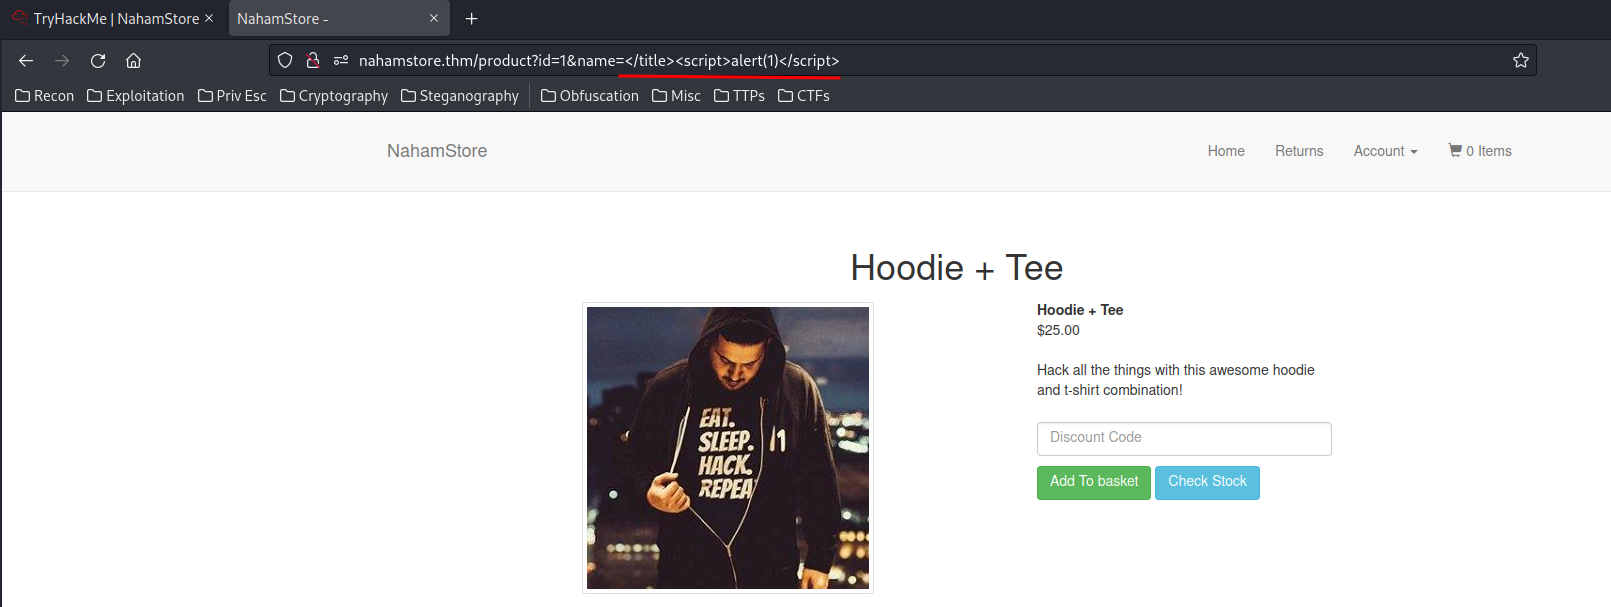 TryHackMe | NahamStore
NahamStore -
nahamstore.thm/product?id=1&name=</title><script>alert(1)</script>
Recon Exploitation Priv Esc Cryptography Steganography Obfuscation Misc TTPs CTFs
NahamStore Home Returns Account 0 Items
Hoodie + Tee
EAT.
SLEEP.
HACK.
REPEA
Hoodie + Tee
$25.00
Hack all the things with this awesome hoodie
and t-shirt combination!
Discount Code
Add To basket Check Stock